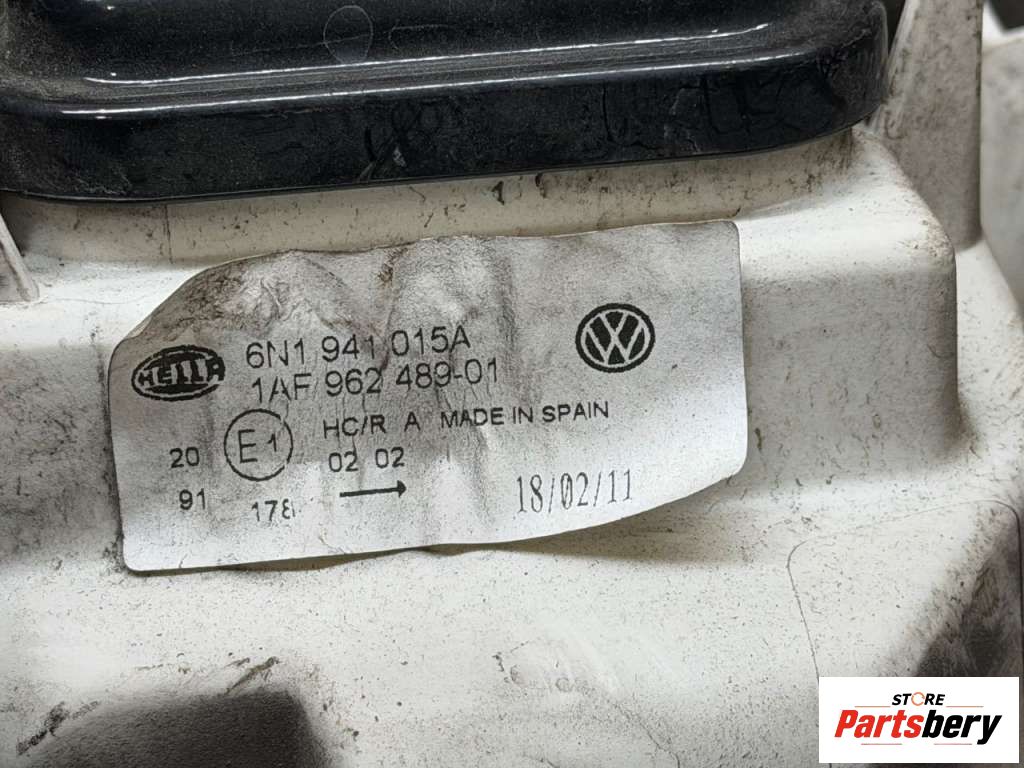 HELLA
6N1 941 015A
1AF 962 489-01
VW
E1
HC/R A MADE IN SPAIN
20
02 02
91
178
18/02/11
STORE
Partsbery